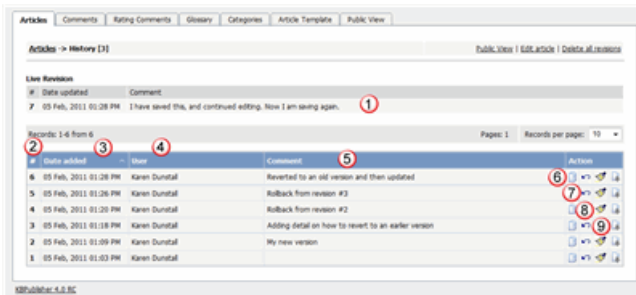 Articles Comments Rating Comments Glossary Categories Article Template Public View
Articles -> History [3] Public View | Edit article | Delete all revisions
Live Revision
# Date updated Comment
7 05 Feb, 2011 01:28 PM I have saved this, and continued editing. Now I am saving again. 1
Records: 1-6 from 6 Pages: 1 Records per page: 10
2 3 4 5
# Date added User Comment Action
6 05 Feb, 2011 01:28 PM Karen Dunstall Reverted to an old version and then updated 6
5 05 Feb, 2011 01:26 PM Karen Dunstall Rollback from revision #3 7
4 05 Feb, 2011 01:20 PM Karen Dunstall Rollback from revision #2 8
3 05 Feb, 2011 01:18 PM Karen Dunstall Adding detail on how to revert to an earlier version 9
2 05 Feb, 2011 01:09 PM Karen Dunstall My new version
1 05 Feb, 2011 01:03 PM Karen Dunstall
KBPublisher 4.0 RC